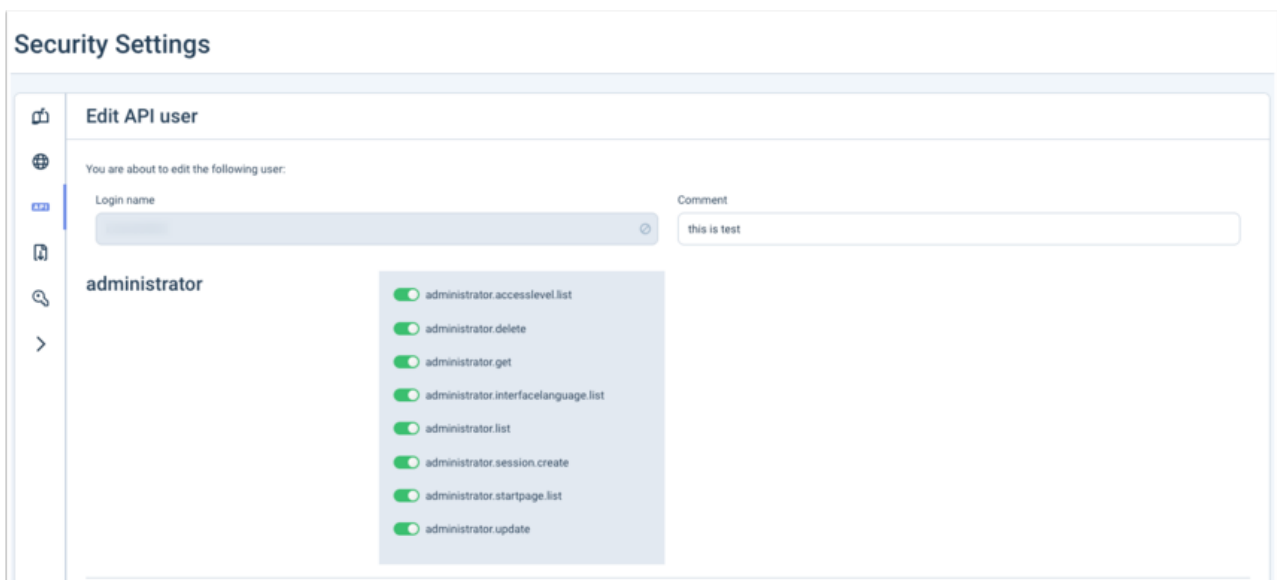 Security Settings
Edit API user
You are about to edit the following user:
Login name
Comment
this is test
API
administrator
administrator.accesslevel.list
administrator.delete
administrator.get
administrator.interfacelanguage.list
administrator.list
administrator.session.create
administrator.startpage.list
administrator.update